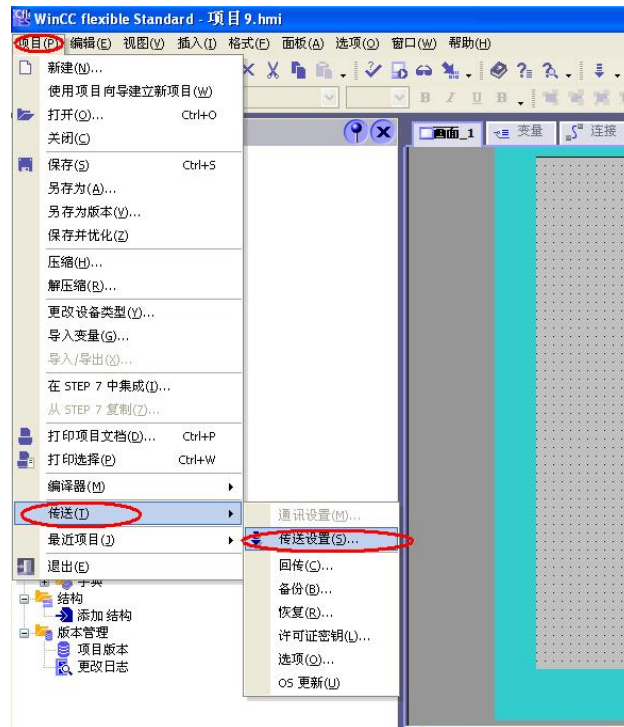 WinCC flexible Standard - 项目9.hmi
项目(P) 编辑(E) 视图(V) 插入(I) 格式(F) 面板(A) 选项(O) 窗口(W) 帮助(H)
新建(N)...
使用项目向导建立新项目(W)
打开(O)... Ctrl+O
关闭(C)
画面_1 变量 连接
保存(S) Ctrl+S
另存为(A)...
另存为版本(V)...
保存并优化(Z)
压缩(H)...
解压缩(R)...
更改设备类型(Y)...
导入变量(G)...
导入/导出(X)...
在 STEP 7 中集成(I)...
从 STEP 7 复制(7)...
打印项目文档(D)... Ctrl+P
打印选择(P) Ctrl+W
编译器(M)
传送(T)
最近项目(J)
退出(E)
通讯设置(M)...
传送设置(S)...
回传(C)...
备份(B)...
恢复(R)...
许可证密钥(L)...
选项(O)...
OS 更新(U)
字典
结构
添加 结构
版本管理
项目版本
更改日志